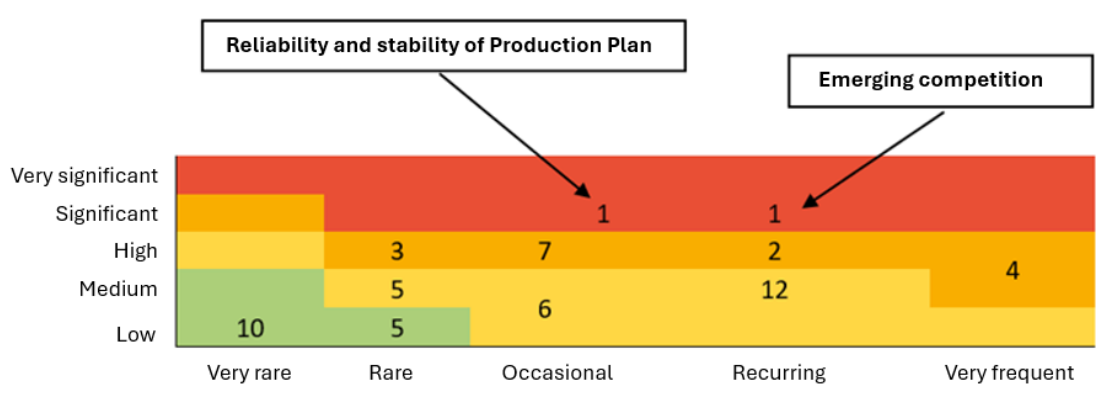 Reliability and stability of Production Plan
Emerging competition
Very significant
Significant 1 1
High 3 7 2
4
Medium 5 12
6
Low 10 5
Very rare Rare Occasional Recurring Very frequent